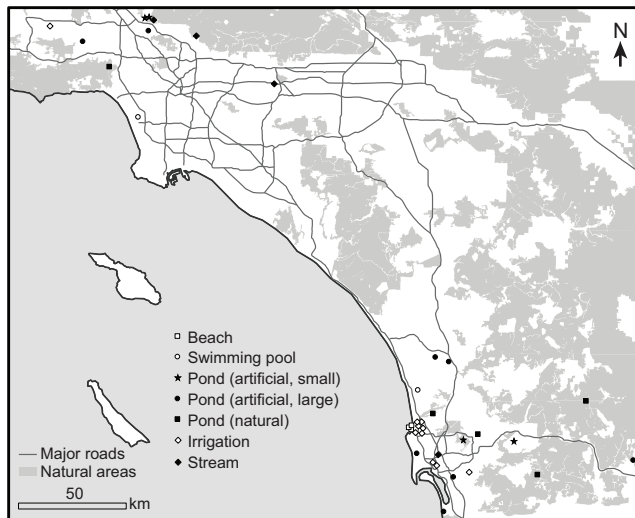 N
Beach
Swimming pool
Pond (artificial, small)
Pond (artificial, large)
Pond (natural)
Irrigation
Stream
Major roads
Natural areas
50
km